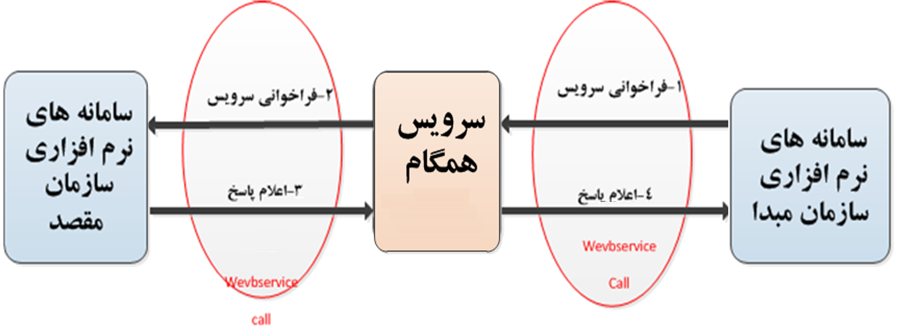 سامانه های
نرم افزاری
سازمان مبدا
۱-فراخوانی سرویس
۴-اعلام پاسخ
Wevbservice
Call
سرویس
همگام
۲-فراخوانی سرویس
۳-اعلام پاسخ
Wevbservice
call
سامانه های
نرم افزاری
سازمان
مقصد